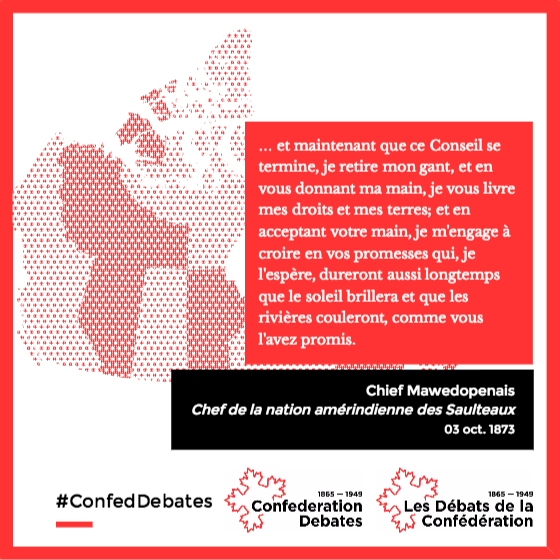 ... et maintenant que ce Conseil se
termine, je retire mon gant, et en
vous donnant ma main, je vous livre
mes droits et mes terres; et en
acceptant votre main, je m'engage à
croire en vos promesses qui, je
l'espère, dureront aussi longtemps
que le soleil brillera et que les
rivières couleront, comme vous
l'avez promis.
Chief Mawedopenais
Chef de la nation amérindienne des Saulteaux
03 oct. 1873
#ConfedDebates
1865 — 1949
Confederation
Debates
1865 — 1949
Les Débats de la
Confédération